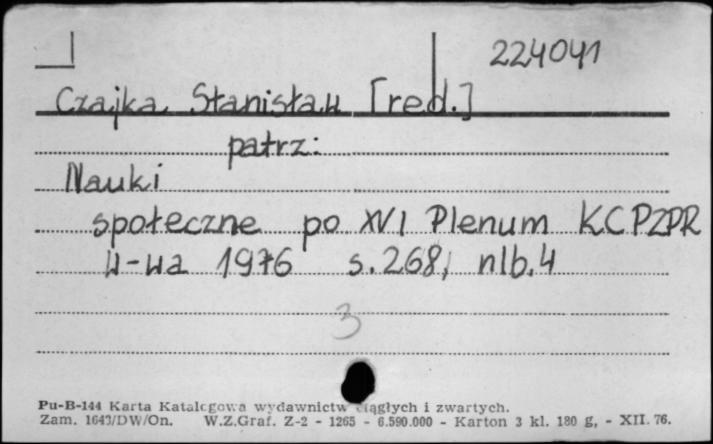 224041
Czajka Stanisław [red.]
patrz:
Nauki
społeczne po XVI Plenum KC PZPR
W-wa 1976 s.268, nlb.4
3
Pu-B-144 Karta Katalogowa wydawnictw ciągłych i zwartych.
Zam. 1643/DW/On. W.Z.Graf. Z-2 - 1265 - 6.590.000 - Karton 3 kl. 180 g, - XII. 76.